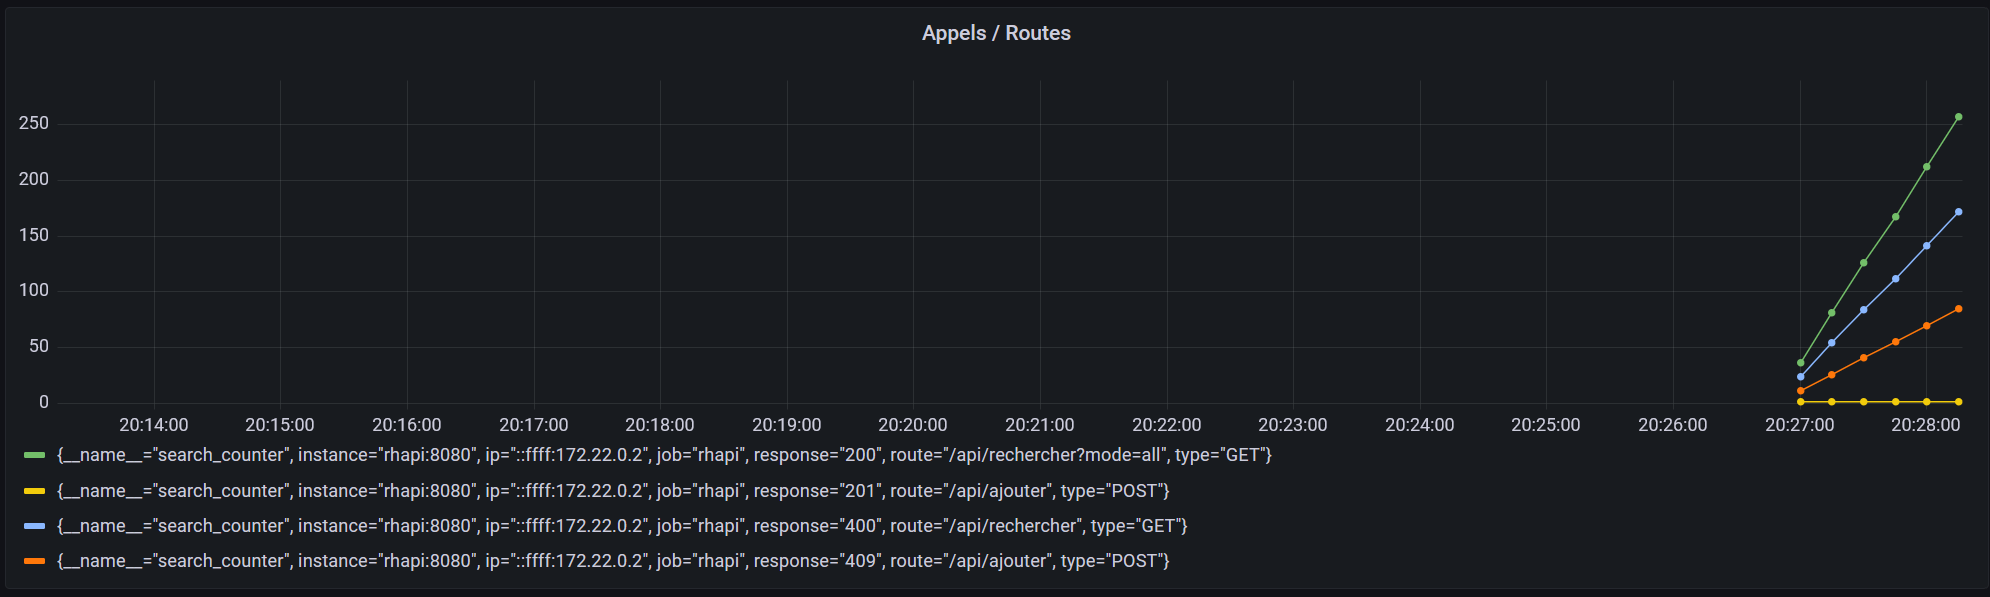 Appels / Routes
250
200
150
100
50
0
20:14:00 20:15:00 20:16:00 20:17:00 20:18:00 20:19:00 20:20:00 20:21:00 20:22:00 20:23:00 20:24:00 20:25:00 20:26:00 20:27:00 20:28:00
{__name__="search_counter", instance="rhapi:8080", ip="::ffff:172.22.0.2", job="rhapi", response="200", route="/api/rechercher?mode=all", type="GET"}
{__name__="search_counter", instance="rhapi:8080", ip="::ffff:172.22.0.2", job="rhapi", response="201", route="/api/ajouter", type="POST"}
{__name__="search_counter", instance="rhapi:8080", ip="::ffff:172.22.0.2", job="rhapi", response="400", route="/api/rechercher", type="GET"}
{__name__="search_counter", instance="rhapi:8080", ip="::ffff:172.22.0.2", job="rhapi", response="409", route="/api/ajouter", type="POST"}